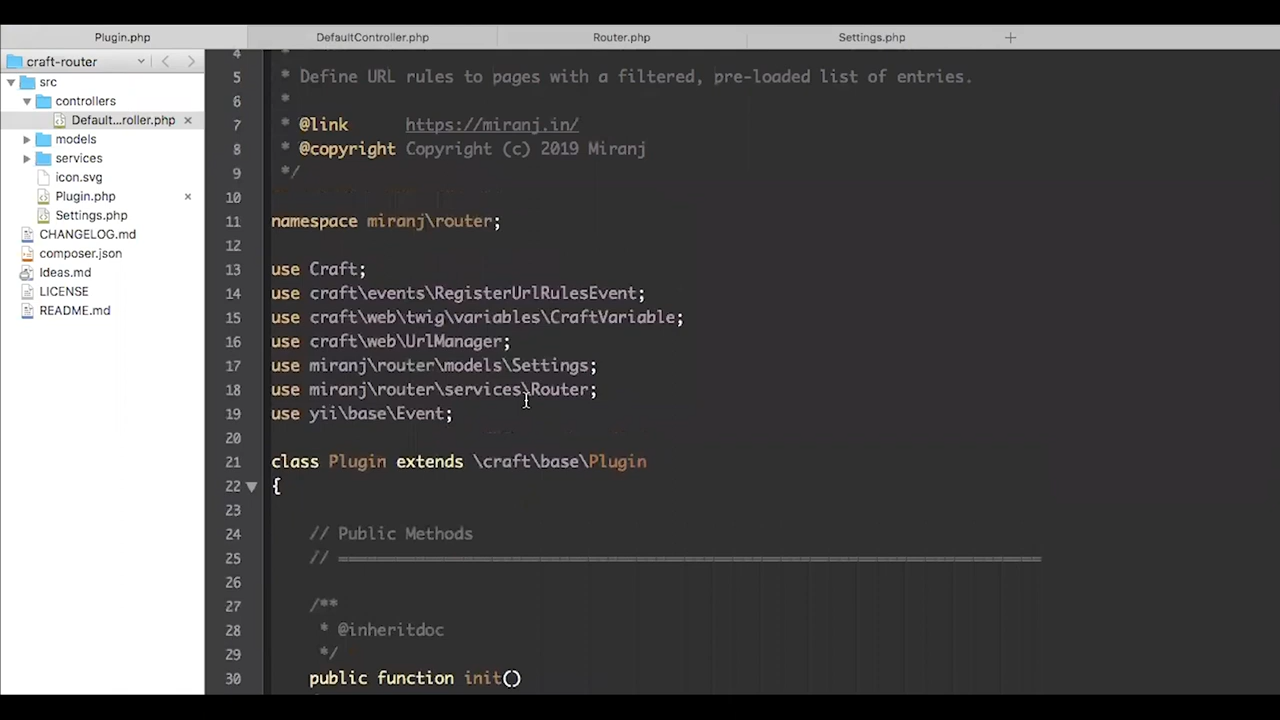 Plugin.php
DefaultController.php
Router.php
Settings.php
craft-router
src
controllers
Default...roller.php
models
services
icon.svg
Plugin.php
Settings.php
CHANGELOG.md
composer.json
Ideas.md
LICENSE
README.md
4 *
5 * Define URL rules to pages with a filtered, pre-loaded list of entries.
6 *
7 * @link https://miranj.in/
8 * @copyright Copyright (c) 2019 Miranj
9 */
10
11 namespace miranj\router;
12
13 use Craft;
14 use craft\events\RegisterUrlRulesEvent;
15 use craft\web\twig\variables\CraftVariable;
16 use craft\web\UrlManager;
17 use miranj\router\models\Settings;
18 use miranj\router\services\Router;
19 use yii\base\Event;
20
21 class Plugin extends \craft\base\Plugin
22 {
23
24 // Public Methods
25 // =========================================================================
26
27 /**
28 * @inheritdoc
29 */
30 public function init()